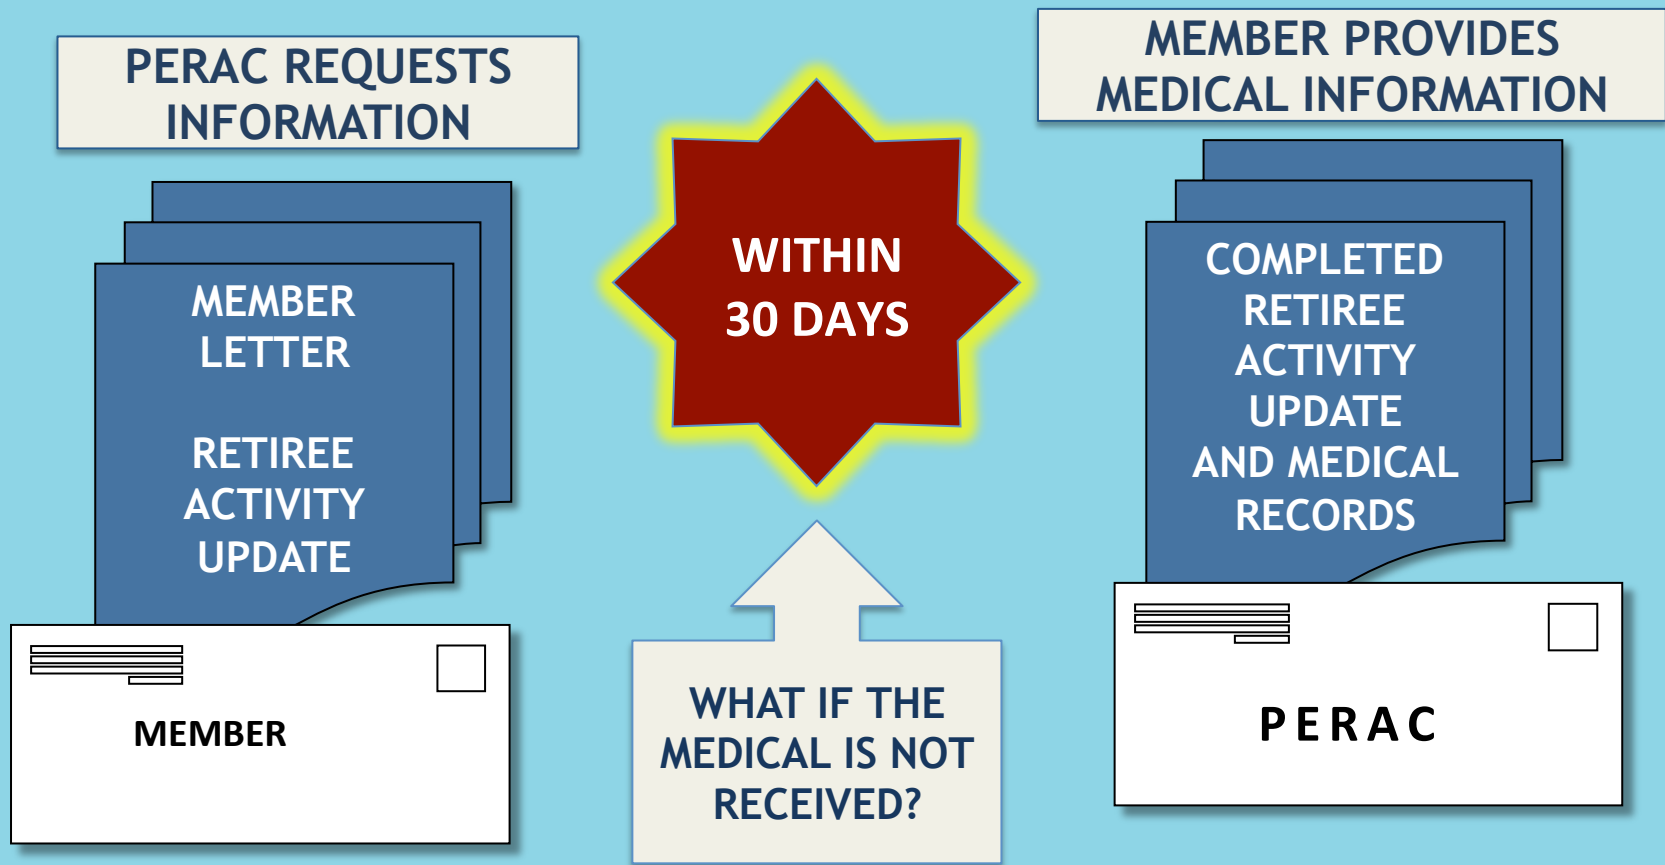 PERAC REQUESTS
INFORMATION
MEMBER
LETTER
RETIREE
ACTIVITY
UPDATE
MEMBER
WITHIN
30 DAYS
WHAT IF THE
MEDICAL IS NOT
RECEIVED?
MEMBER PROVIDES
MEDICAL INFORMATION
COMPLETED
RETIREE
ACTIVITY
UPDATE
AND MEDICAL
RECORDS
PERAC